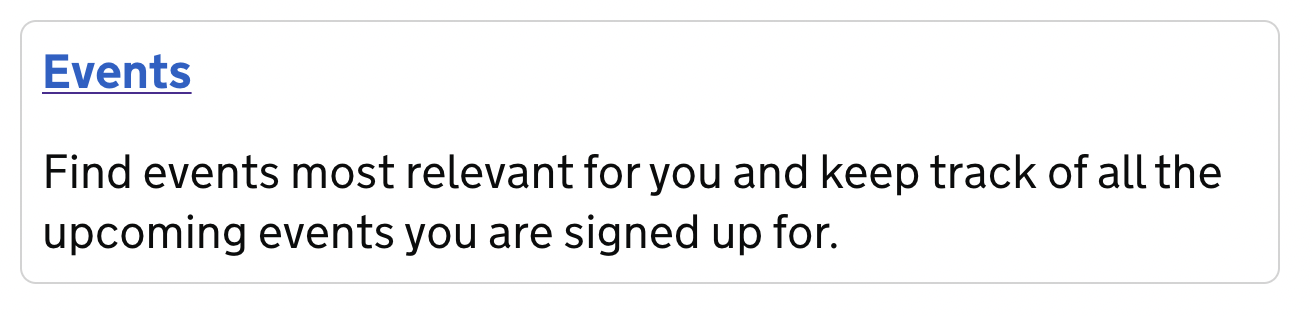 Events
Find events most relevant for you and keep track of all the
upcoming events you are signed up for.